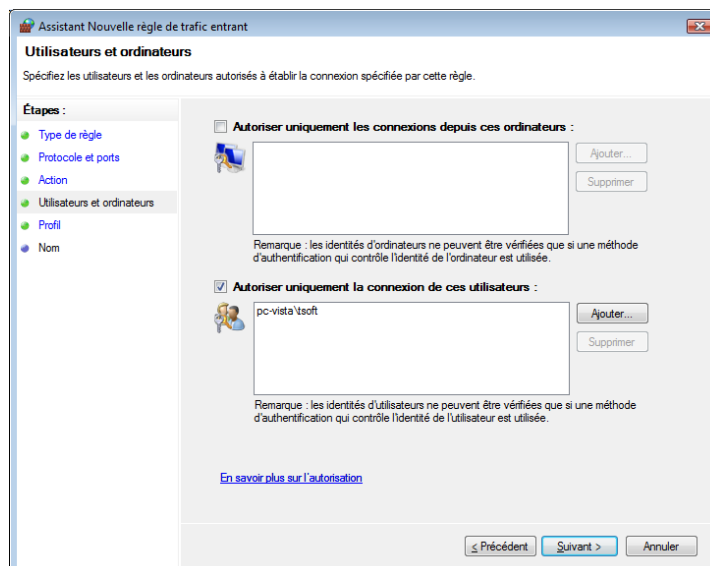 Assistant Nouvelle règle de trafic entrant
Utilisateurs et ordinateurs
Spécifiez les utilisateurs et les ordinateurs autorisés à établir la connexion spécifiée par cette règle.
Étapes :
Type de règle
Protocole et ports
Action
Utilisateurs et ordinateurs
Profil
Nom
Autoriser uniquement les connexions depuis ces ordinateurs :
Ajouter...
Supprimer
Remarque : les identités d'ordinateurs ne peuvent être vérifiées que si une méthode
d'authentification qui contrôle l'identité de l'ordinateur est utilisée.
Autoriser uniquement la connexion de ces utilisateurs :
pc-vista\tsoft
Ajouter...
Supprimer
Remarque : les identités d'utilisateurs ne peuvent être vérifiées que si une méthode
d'authentification qui contrôle l'identité de l'utilisateur est utilisée.
En savoir plus sur l'autorisation
< Précédent
Suivant >
Annuler